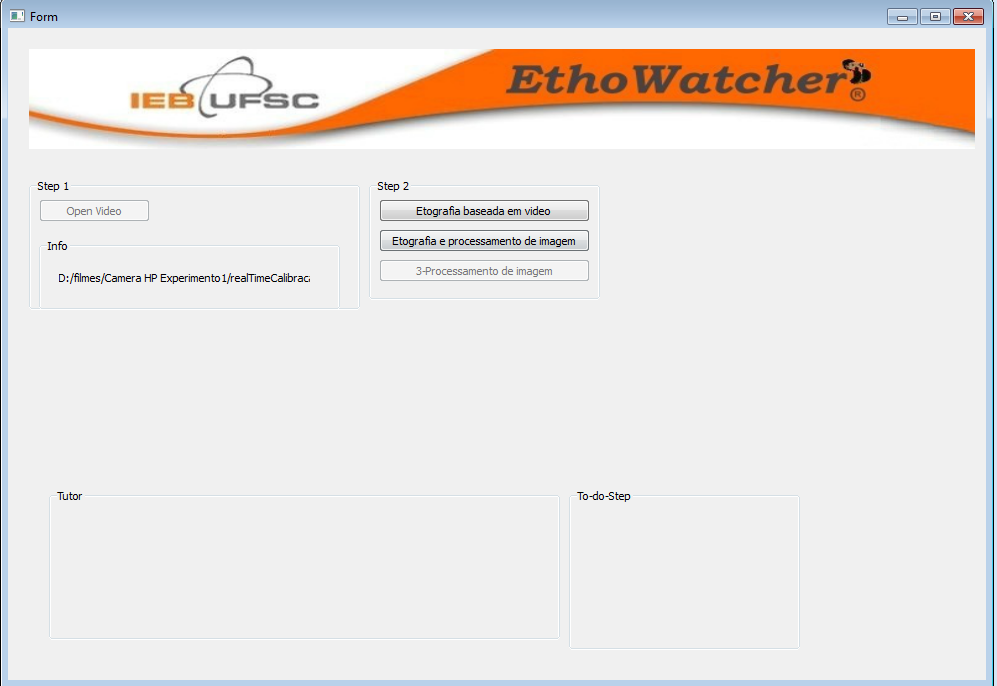 Form
IEB UFSC
EthoWatcher®
Step 1
Open Video
Info
D:/filmes/Camera HP Experimento1/realTimeCalibrac
Step 2
Etografia baseada em video
Etografia e processamento de imagem
3-Processamento de imagem
Tutor
To-do-Step